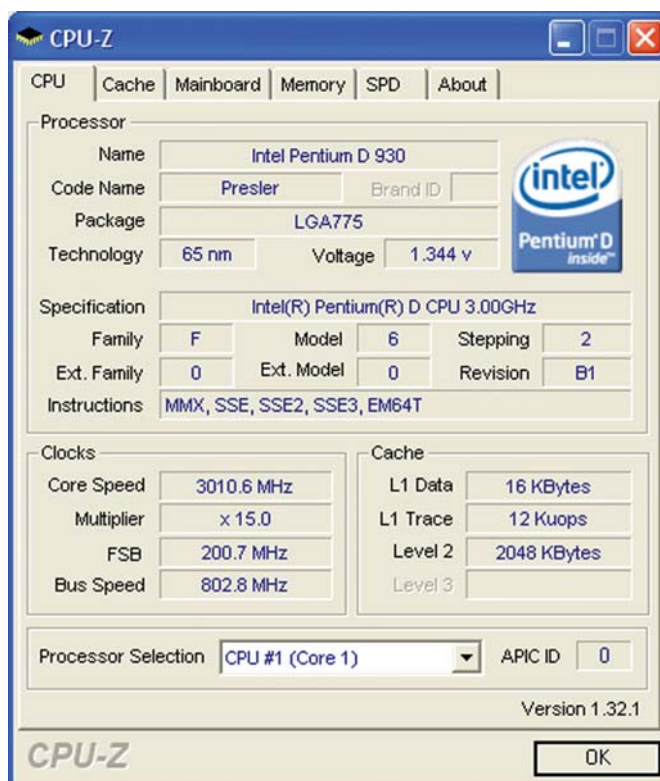 CPU-Z
CPU Cache Mainboard Memory SPD About
Processor
Name Intel Pentium D 930
Code Name Presler Brand ID
Package LGA775
Technology 65 nm Voltage 1.344 v
intel
Pentium D
inside™
Specification Intel(R) Pentium(R) D CPU 3.00GHz
Family F Model 6 Stepping 2
Ext. Family 0 Ext. Model 0 Revision B1
Instructions MMX, SSE, SSE2, SSE3, EM64T
Clocks
Core Speed 3010.6 MHz
Multiplier x 15.0
FSB 200.7 MHz
Bus Speed 802.8 MHz
Cache
L1 Data 16 KBytes
L1 Trace 12 Kuops
Level 2 2048 KBytes
Level 3
Processor Selection CPU #1 (Core 1) APIC ID 0
Version 1.32.1
CPU-Z OK